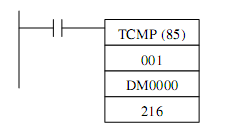 TCMP (85)
001
DM0000
216